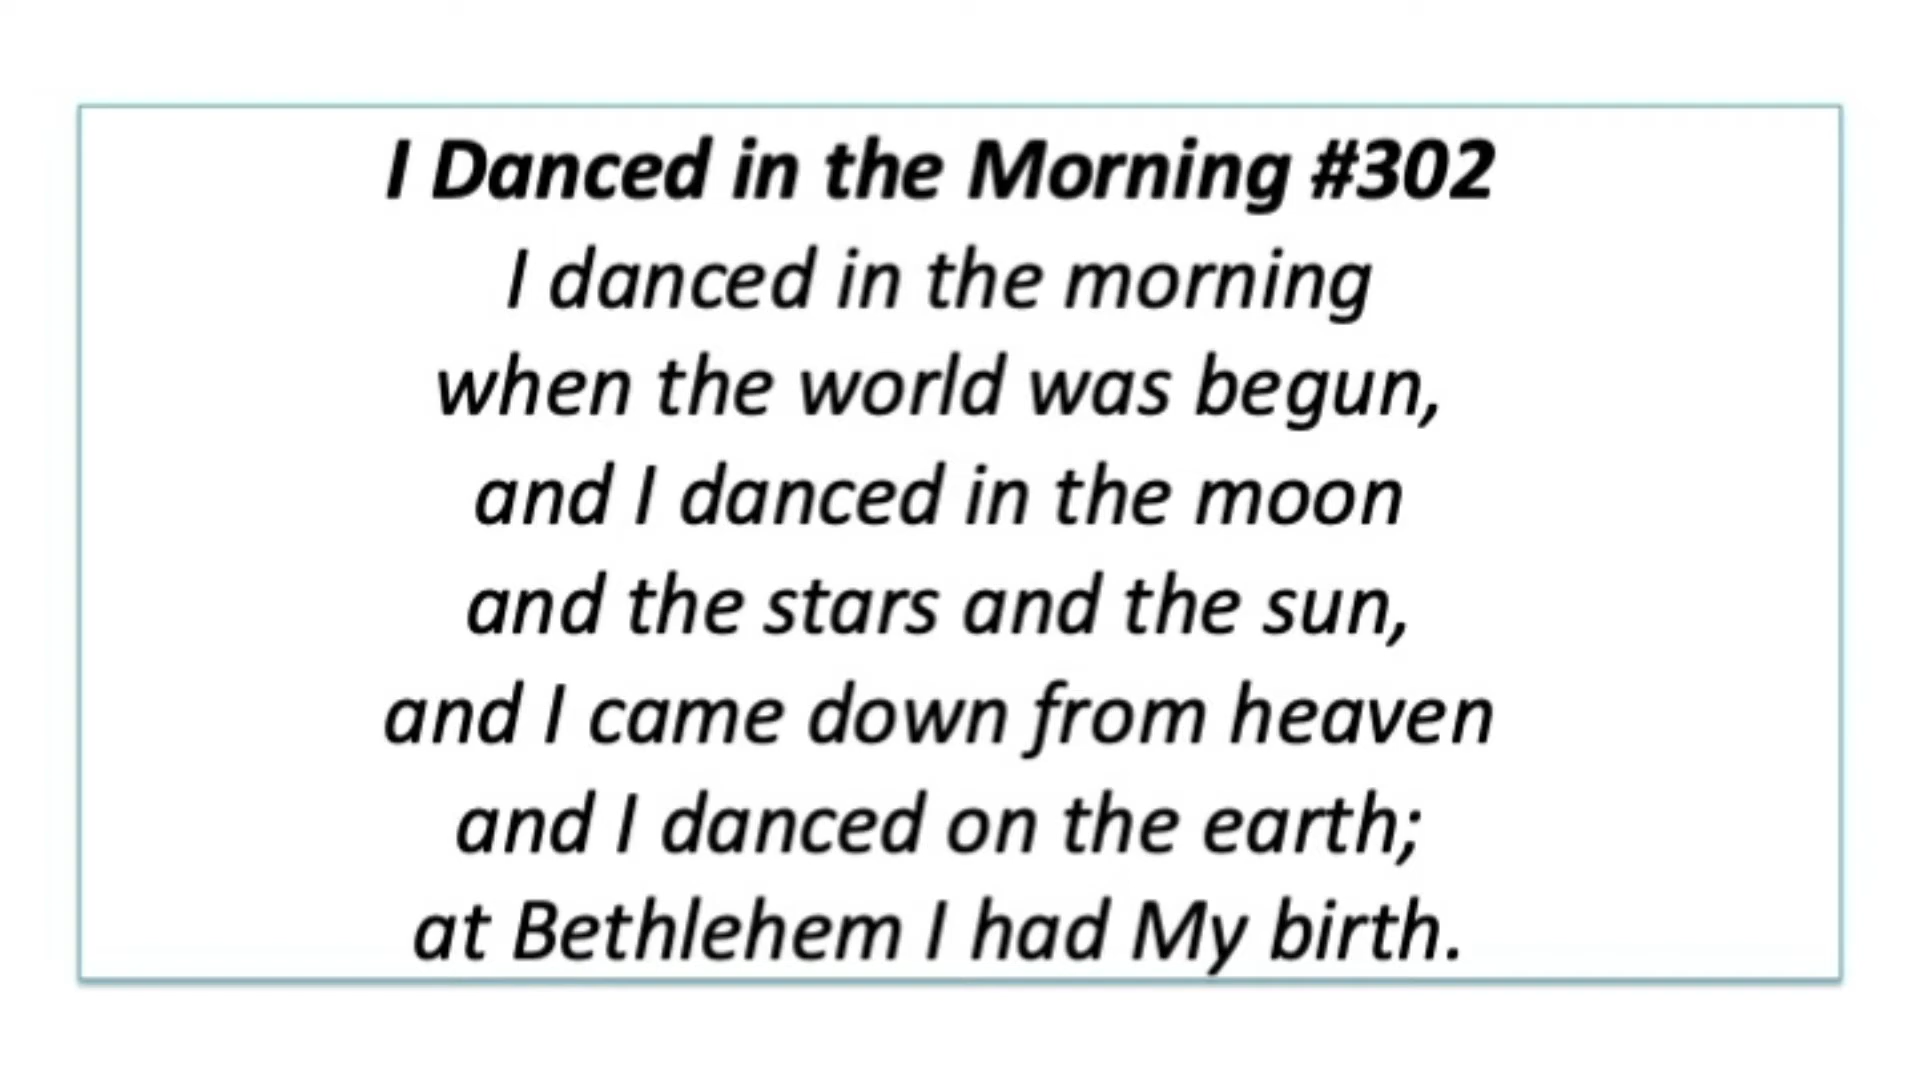 I Danced in the Morning #302
I danced in the morning
when the world was begun,
and I danced in the moon
and the stars and the sun,
and I came down from heaven
and I danced on the earth;
at Bethlehem I had My birth.